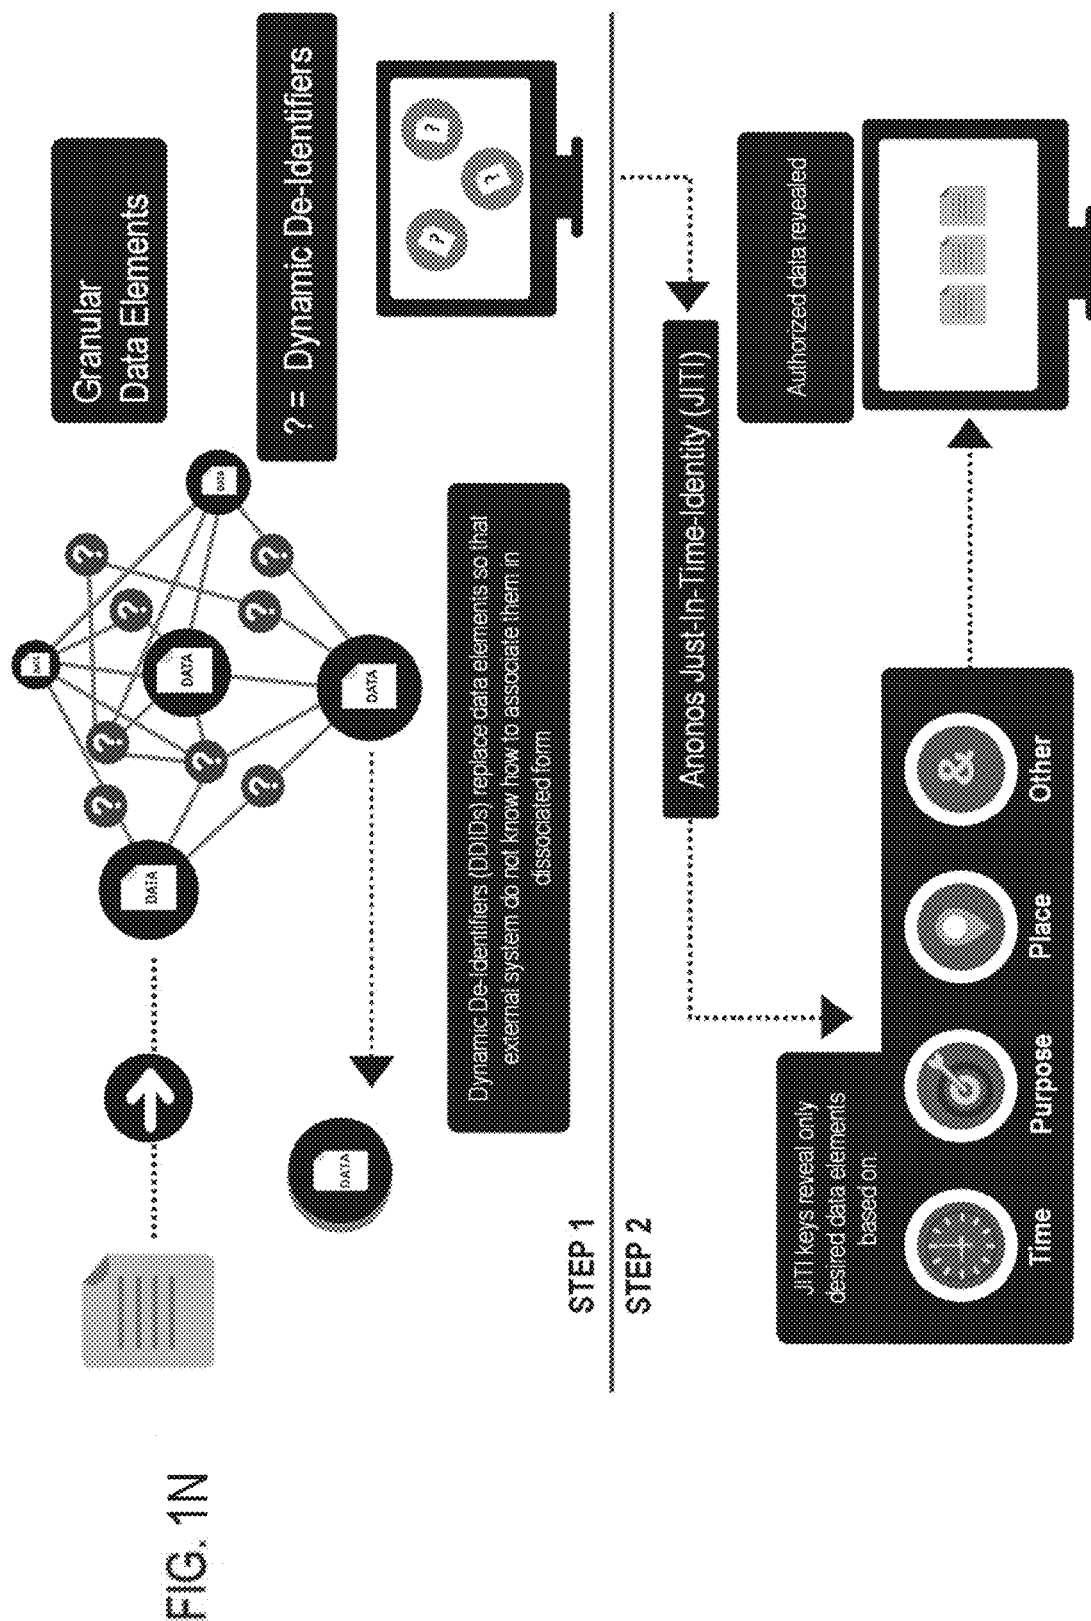 FIG. 1N
Granular
Data Elements
DATA
DATA
DATA
DATA
DATA
DATA
?
?
?
?
?
?
?
?
? = Dynamic De-Identifiers
?
?
?
Dynamic De-Identifiers (DDIDs) replace data elements so that
external system do not know how to associate them in
dissociated form
STEP 1
STEP 2
Anonos Just-In-Time-Identity (JITI)
JITI keys reveal only
desired data elements
based on
Time
Purpose
Place
&
Other
Authorized data revealed